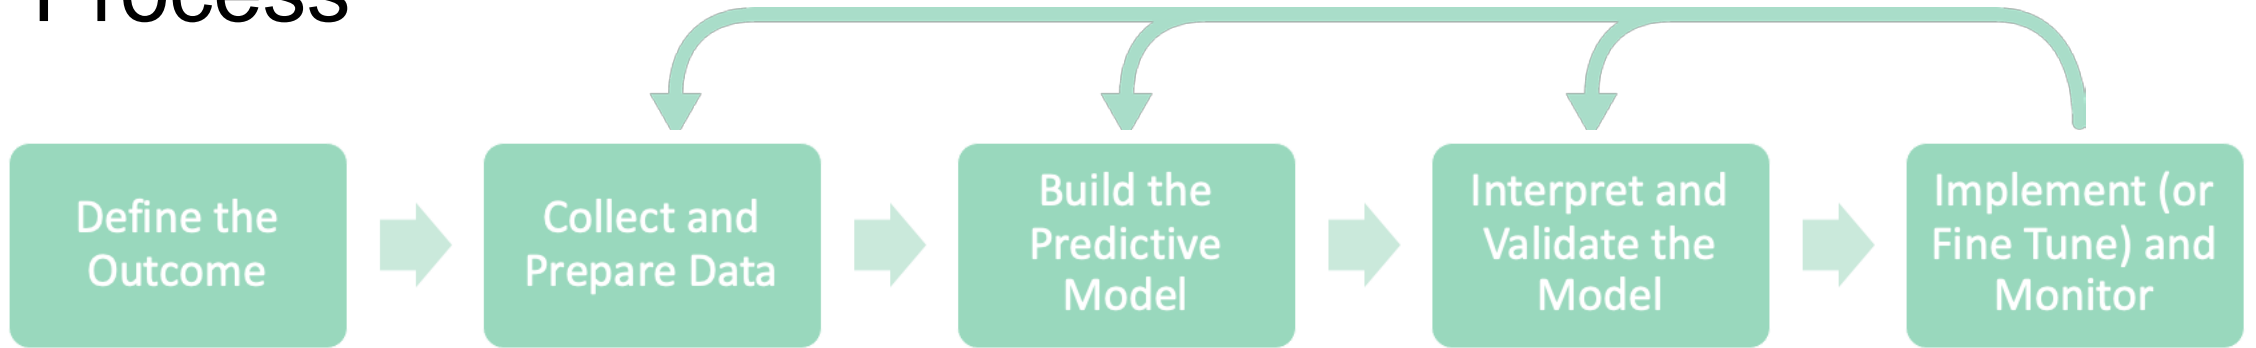 Process
Define the
Outcome
Collect and
Prepare Data
Build the
Predictive
Model
Interpret and
Validate the
Model
Implement (or
Fine Tune) and
Monitor